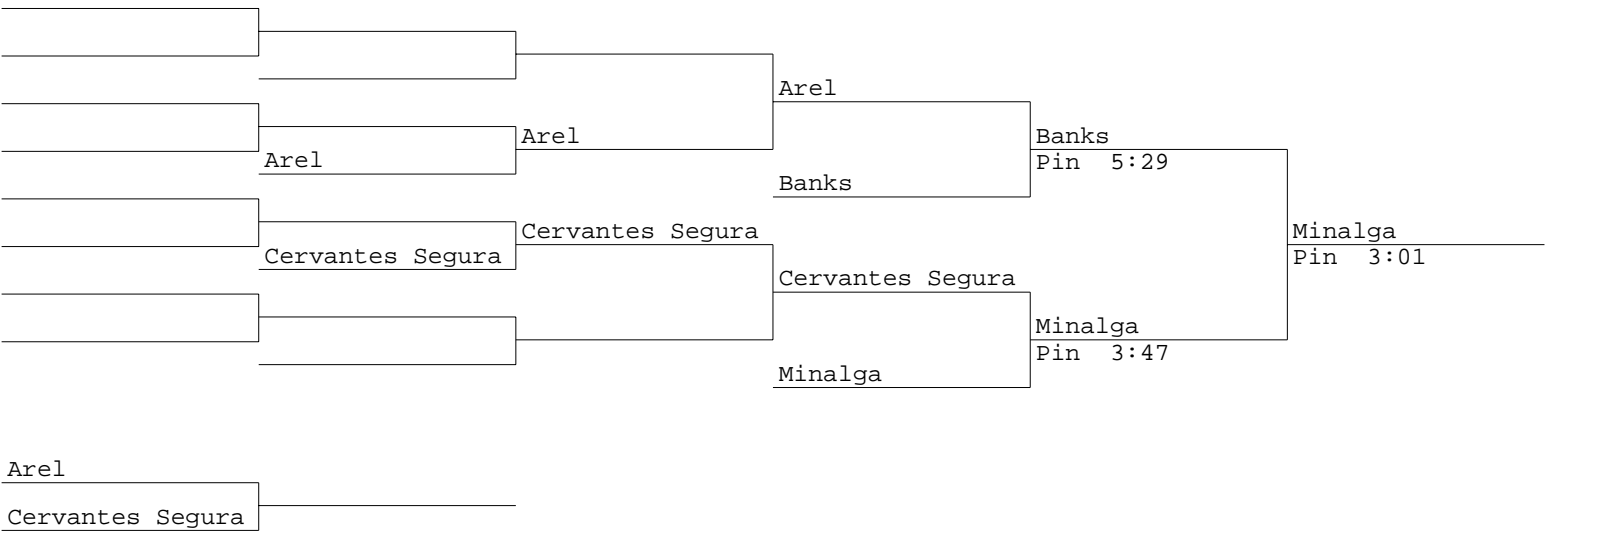 Arel
Arel
Banks
Arel
Pin  5:29
Banks
Cervantes Segura
Minalga
Cervantes Segura
Pin  3:01
Cervantes Segura
Minalga
Pin  3:47
Minalga
Arel
Cervantes Segura